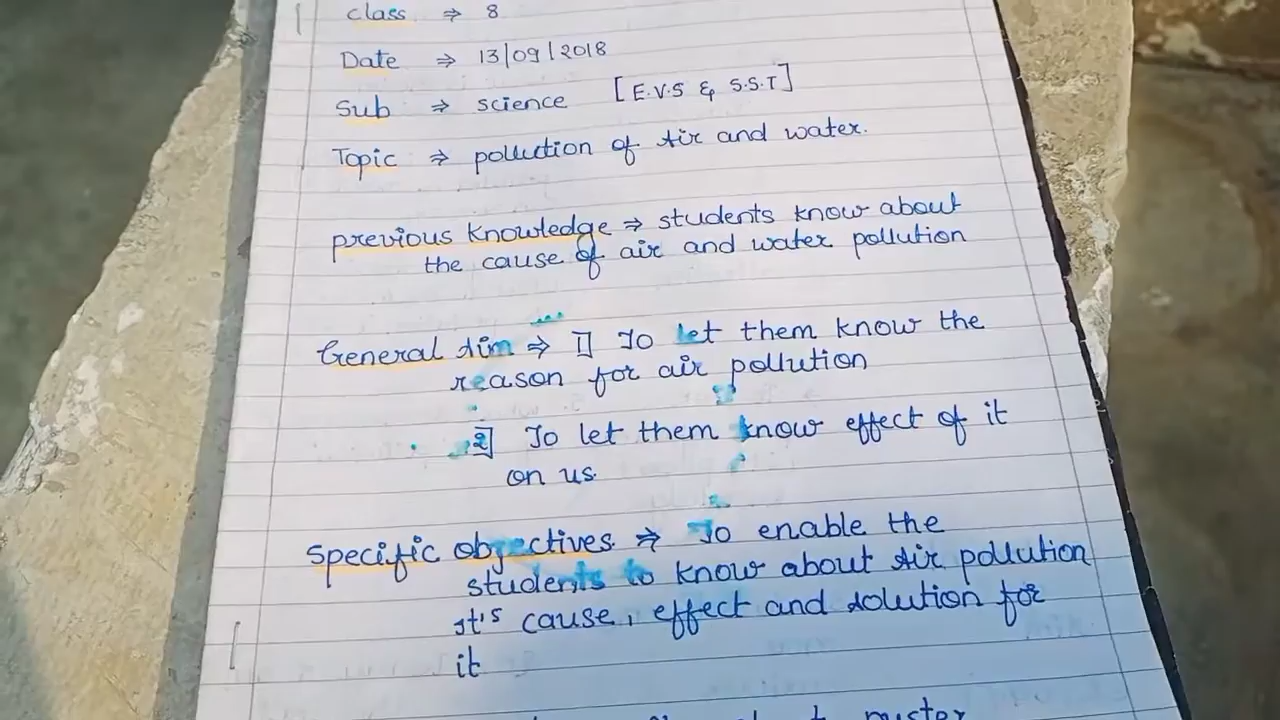 class ⇒ 8
Date ⇒ 13/09/2018
Sub ⇒ science [E.V.S & S.S.T]
Topic ⇒ pollution of Air and water.
previous knowledge ⇒ students know about
the cause of air and water pollution
General Aim ⇒ 1] To let them know the
reason for air pollution
2] To let them know effect of it
on us.
Specific objectives ⇒ To enable the
students to know about Air pollution
It's cause, effect and solution for
it